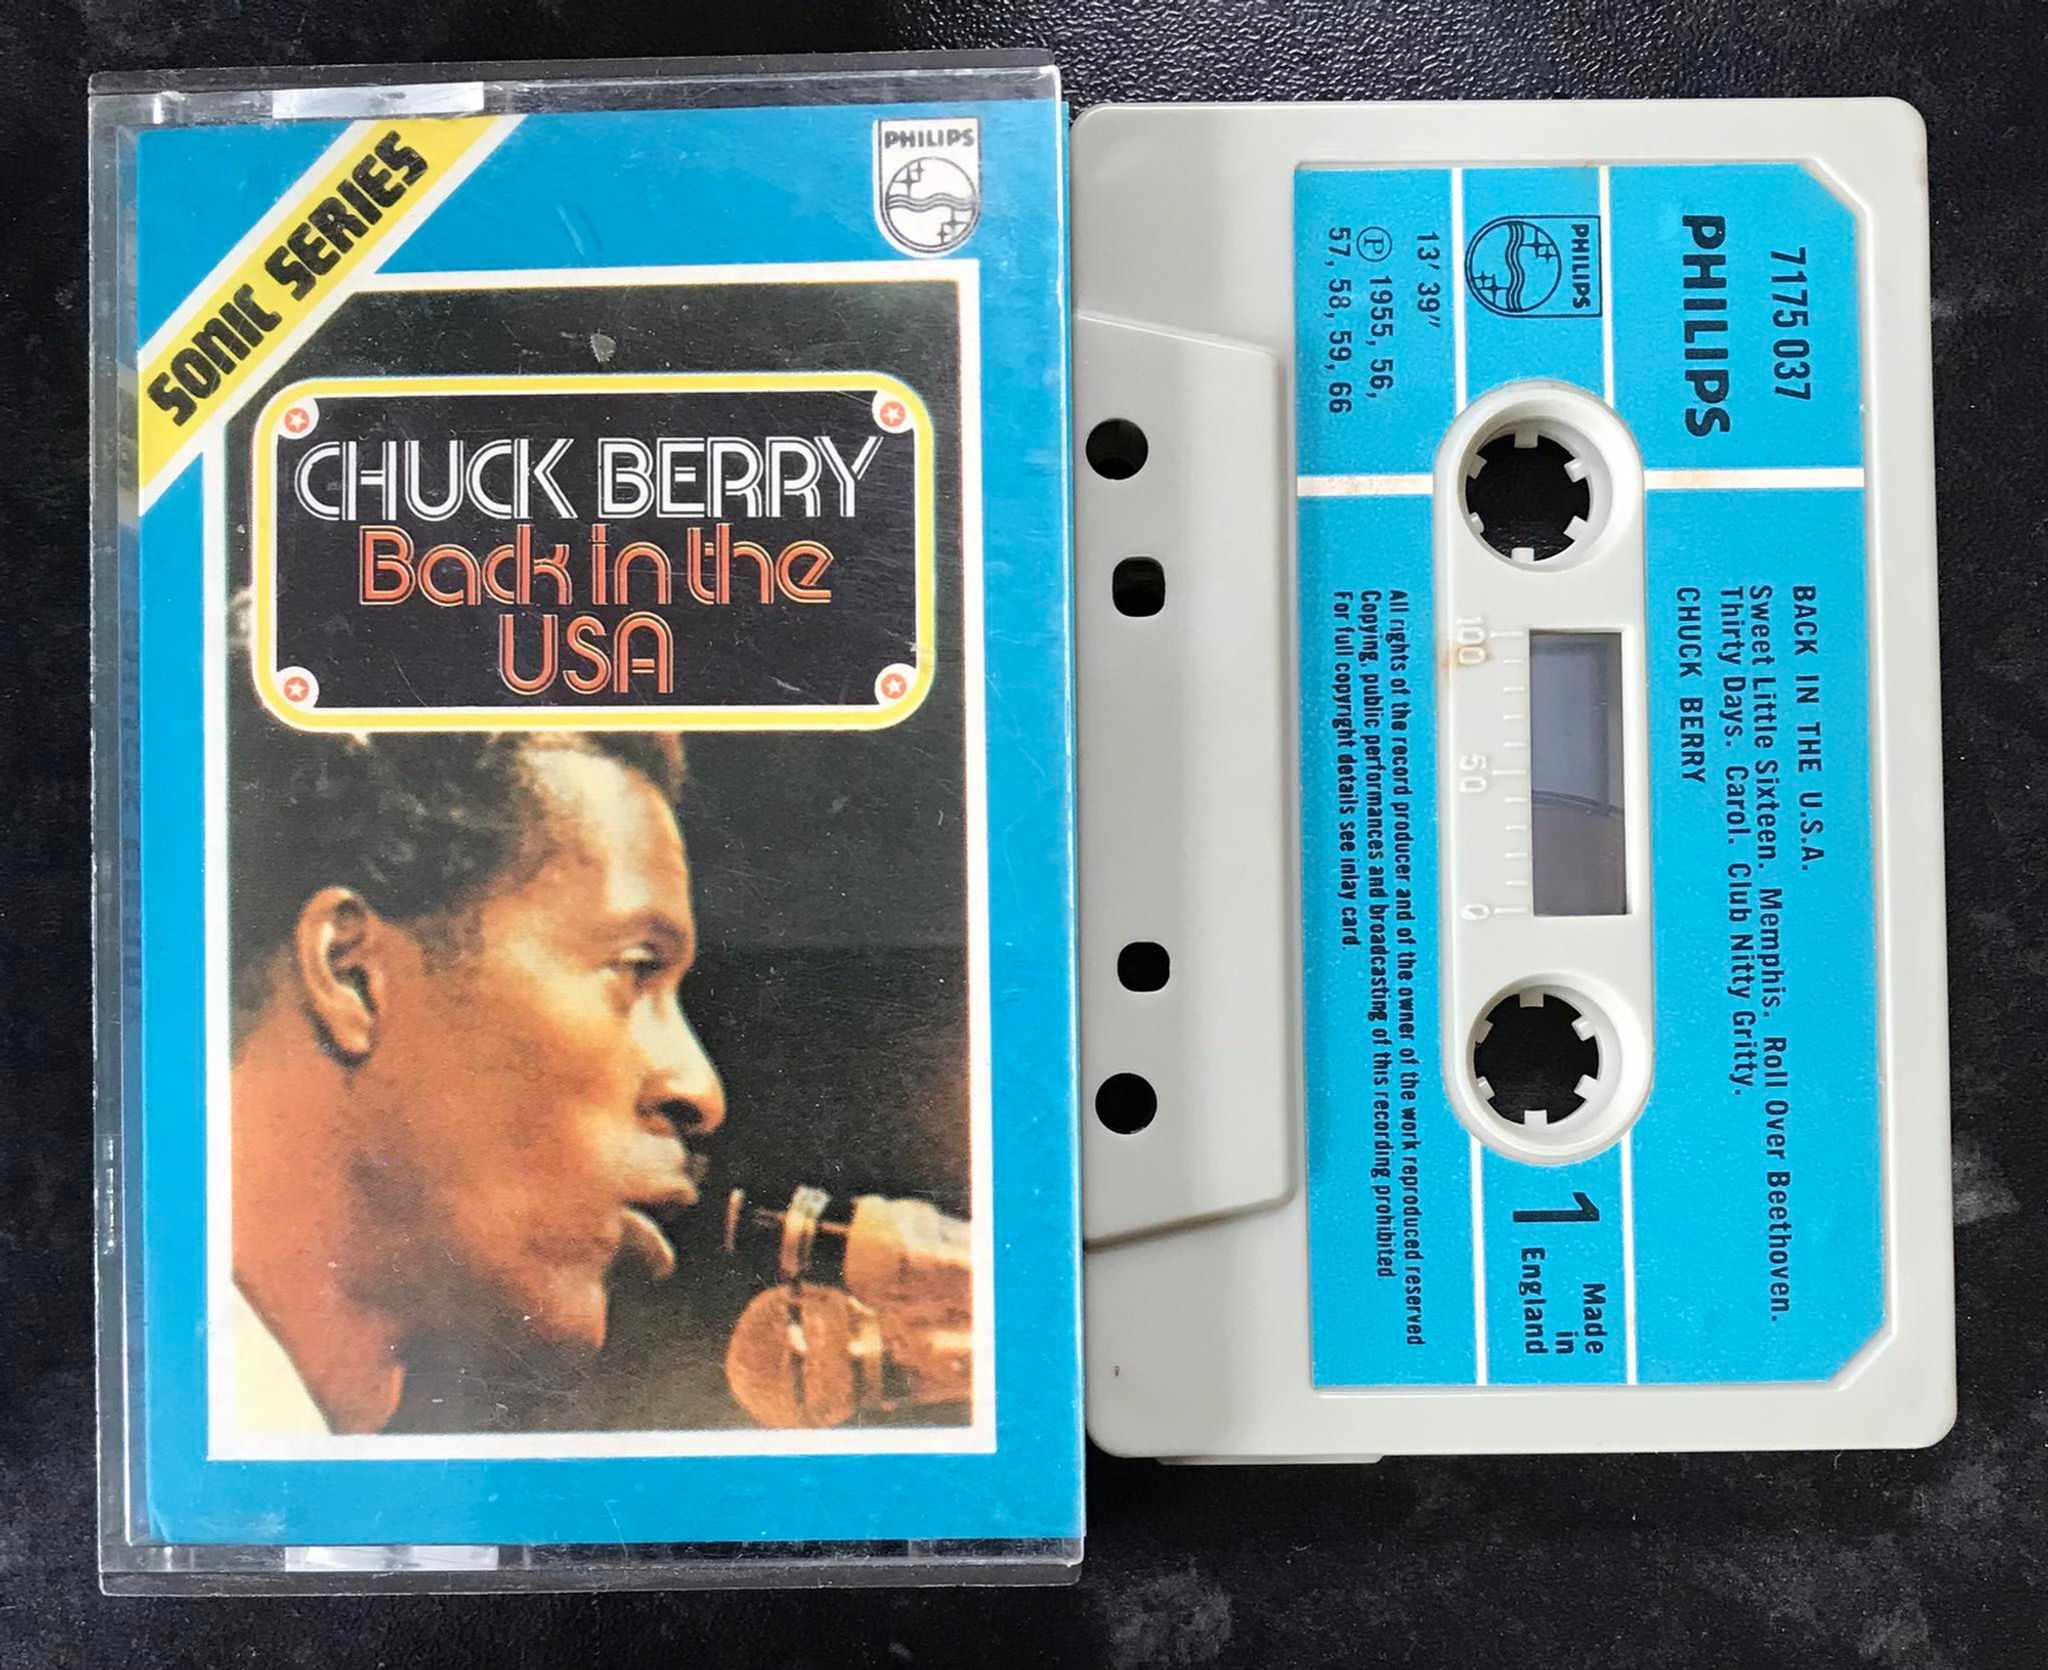 SONIC SERIES
PHILIPS
CHUCK BERRY
Back in the
USA
7175 037
PHILIPS
BACK IN THE U.S.A.
Sweet Little Sixteen. Memphis. Roll Over Beethoven.
Thirty Days. Carol. Club Nitty Gritty.
CHUCK BERRY
PHILIPS
100 50 0
1
Made
in
England
13′ 39″
Ⓟ 1955, 56,
57, 58, 59, 66
All rights of the record producer and of the owner of the work reproduced reserved
Copying, public performances and broadcasting of this recording prohibited
For full copyright details see inlay card.